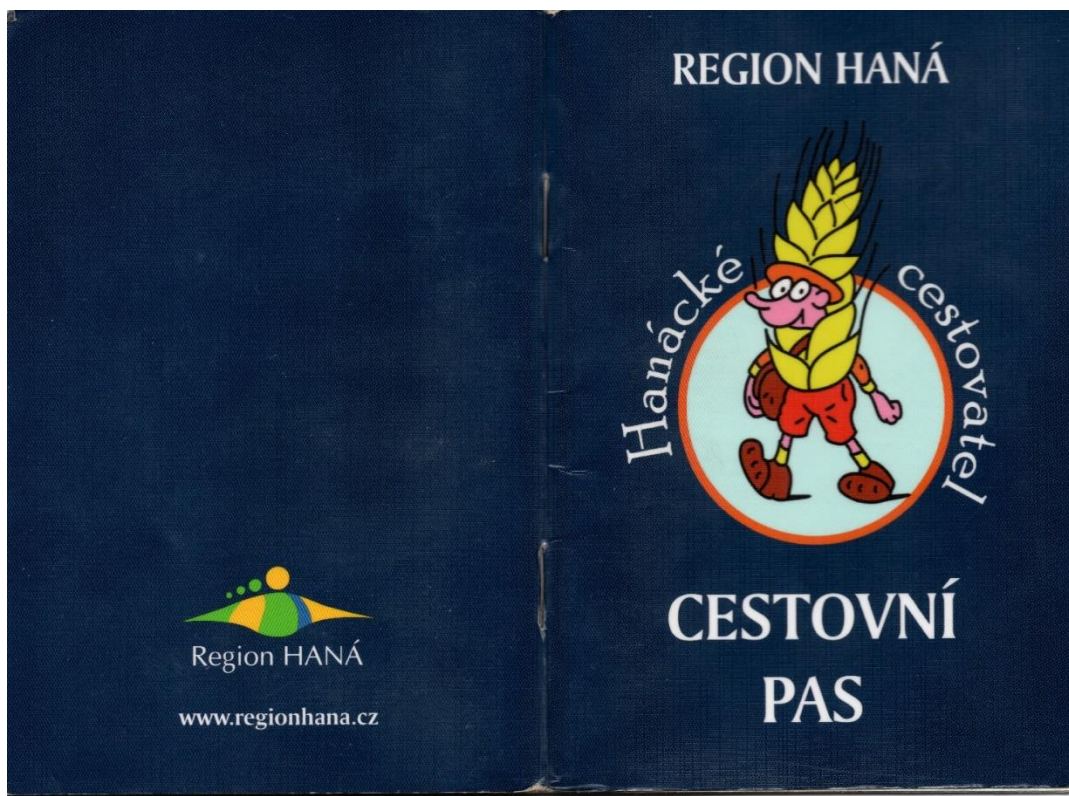 REGION HANÁ
Hanácké cestovatel
CESTOVNÍ
PAS
Region HANÁ
www.regionhana.cz